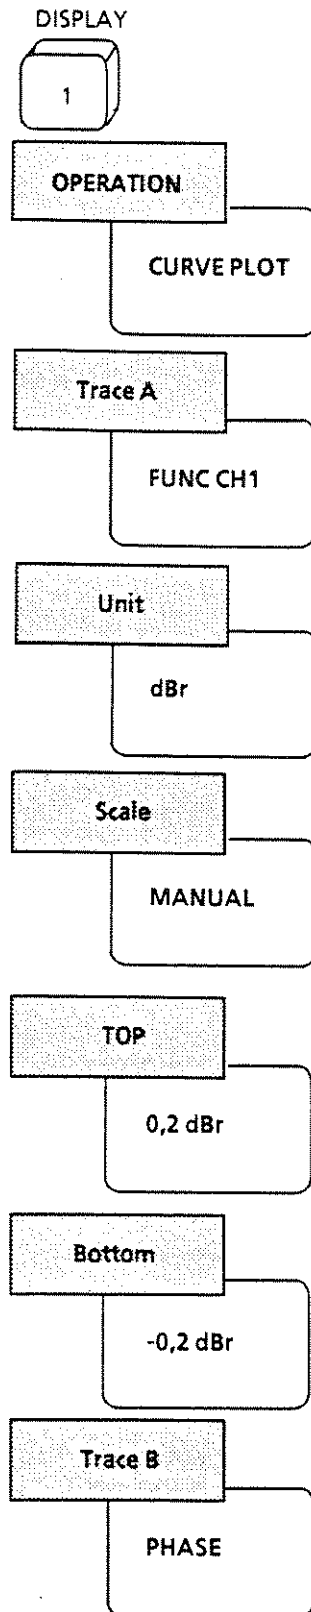 DISPLAY
1
OPERATION
CURVE PLOT
Trace A
FUNC CH1
Unit
dBr
Scale
MANUAL
TOP
0,2 dBr
Bottom
-0,2 dBr
Trace B
PHASE